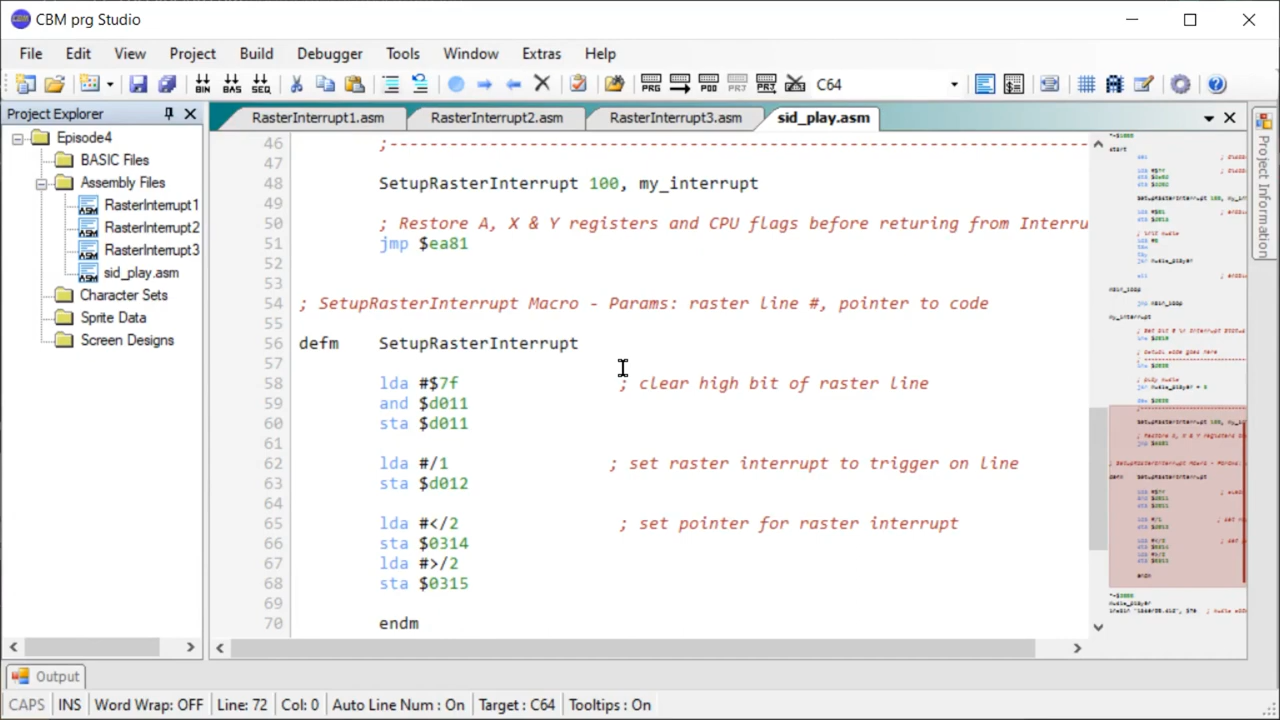 CBM prg Studio
File Edit View Project Build Debugger Tools Window Extras Help
BIN BAS SEQ PRG POD PRJ PRJ C64
Project Explorer
RasterInterrupt1.asm RasterInterrupt2.asm RasterInterrupt3.asm sid_play.asm
Episode4
BASIC Files
Assembly Files
RasterInterrupt1
RasterInterrupt2
RasterInterrupt3
sid_play.asm
Character Sets
Sprite Data
Screen Designs
46 ;-----------------------------------------------------------------------
47
48 SetupRasterInterrupt 100, my_interrupt
49
50 ; Restore A, X & Y registers and CPU flags before returing from Interru
51 jmp $ea81
52
53
54 ; SetupRasterInterrupt Macro - Params: raster line #, pointer to code
55
56 defm SetupRasterInterrupt
57
58 lda #$7f ; clear high bit of raster line
59 and $d011
60 sta $d011
61
62 lda #/1 ; set raster interrupt to trigger on line
63 sta $d012
64
65 lda #</2 ; set pointer for raster interrupt
66 sta $0314
67 lda #>/2
68 sta $0315
69
70 endm
Project Information
Output
CAPS INS Word Wrap: OFF Line: 72 Col: 0 Auto Line Num : On Target : C64 Tooltips : On